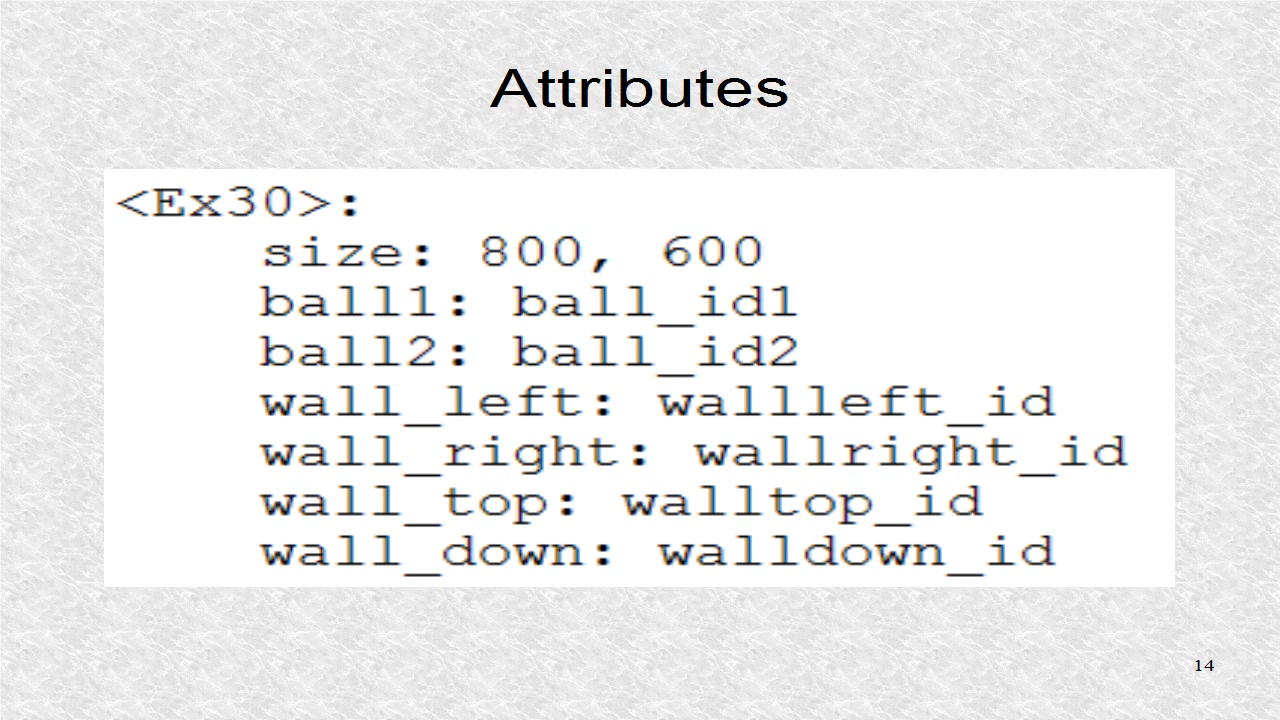 Attributes
<Ex30>:
size: 800, 600
ball1: ball_id1
ball2: ball_id2
wall_left: wallleft_id
wall_right: wallright_id
wall_top: walltop_id
wall_down: walldown_id
14